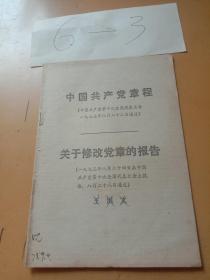 6-3
中国共产党章程
（中国共产党第十次全国代表大会
一九七三年八月二十八日通过）
关于修改党章的报告
（一九七三年八月二十四日在中国
共产党第十次全国代表大会上的报
告，八月二十八日通过）
王洪文